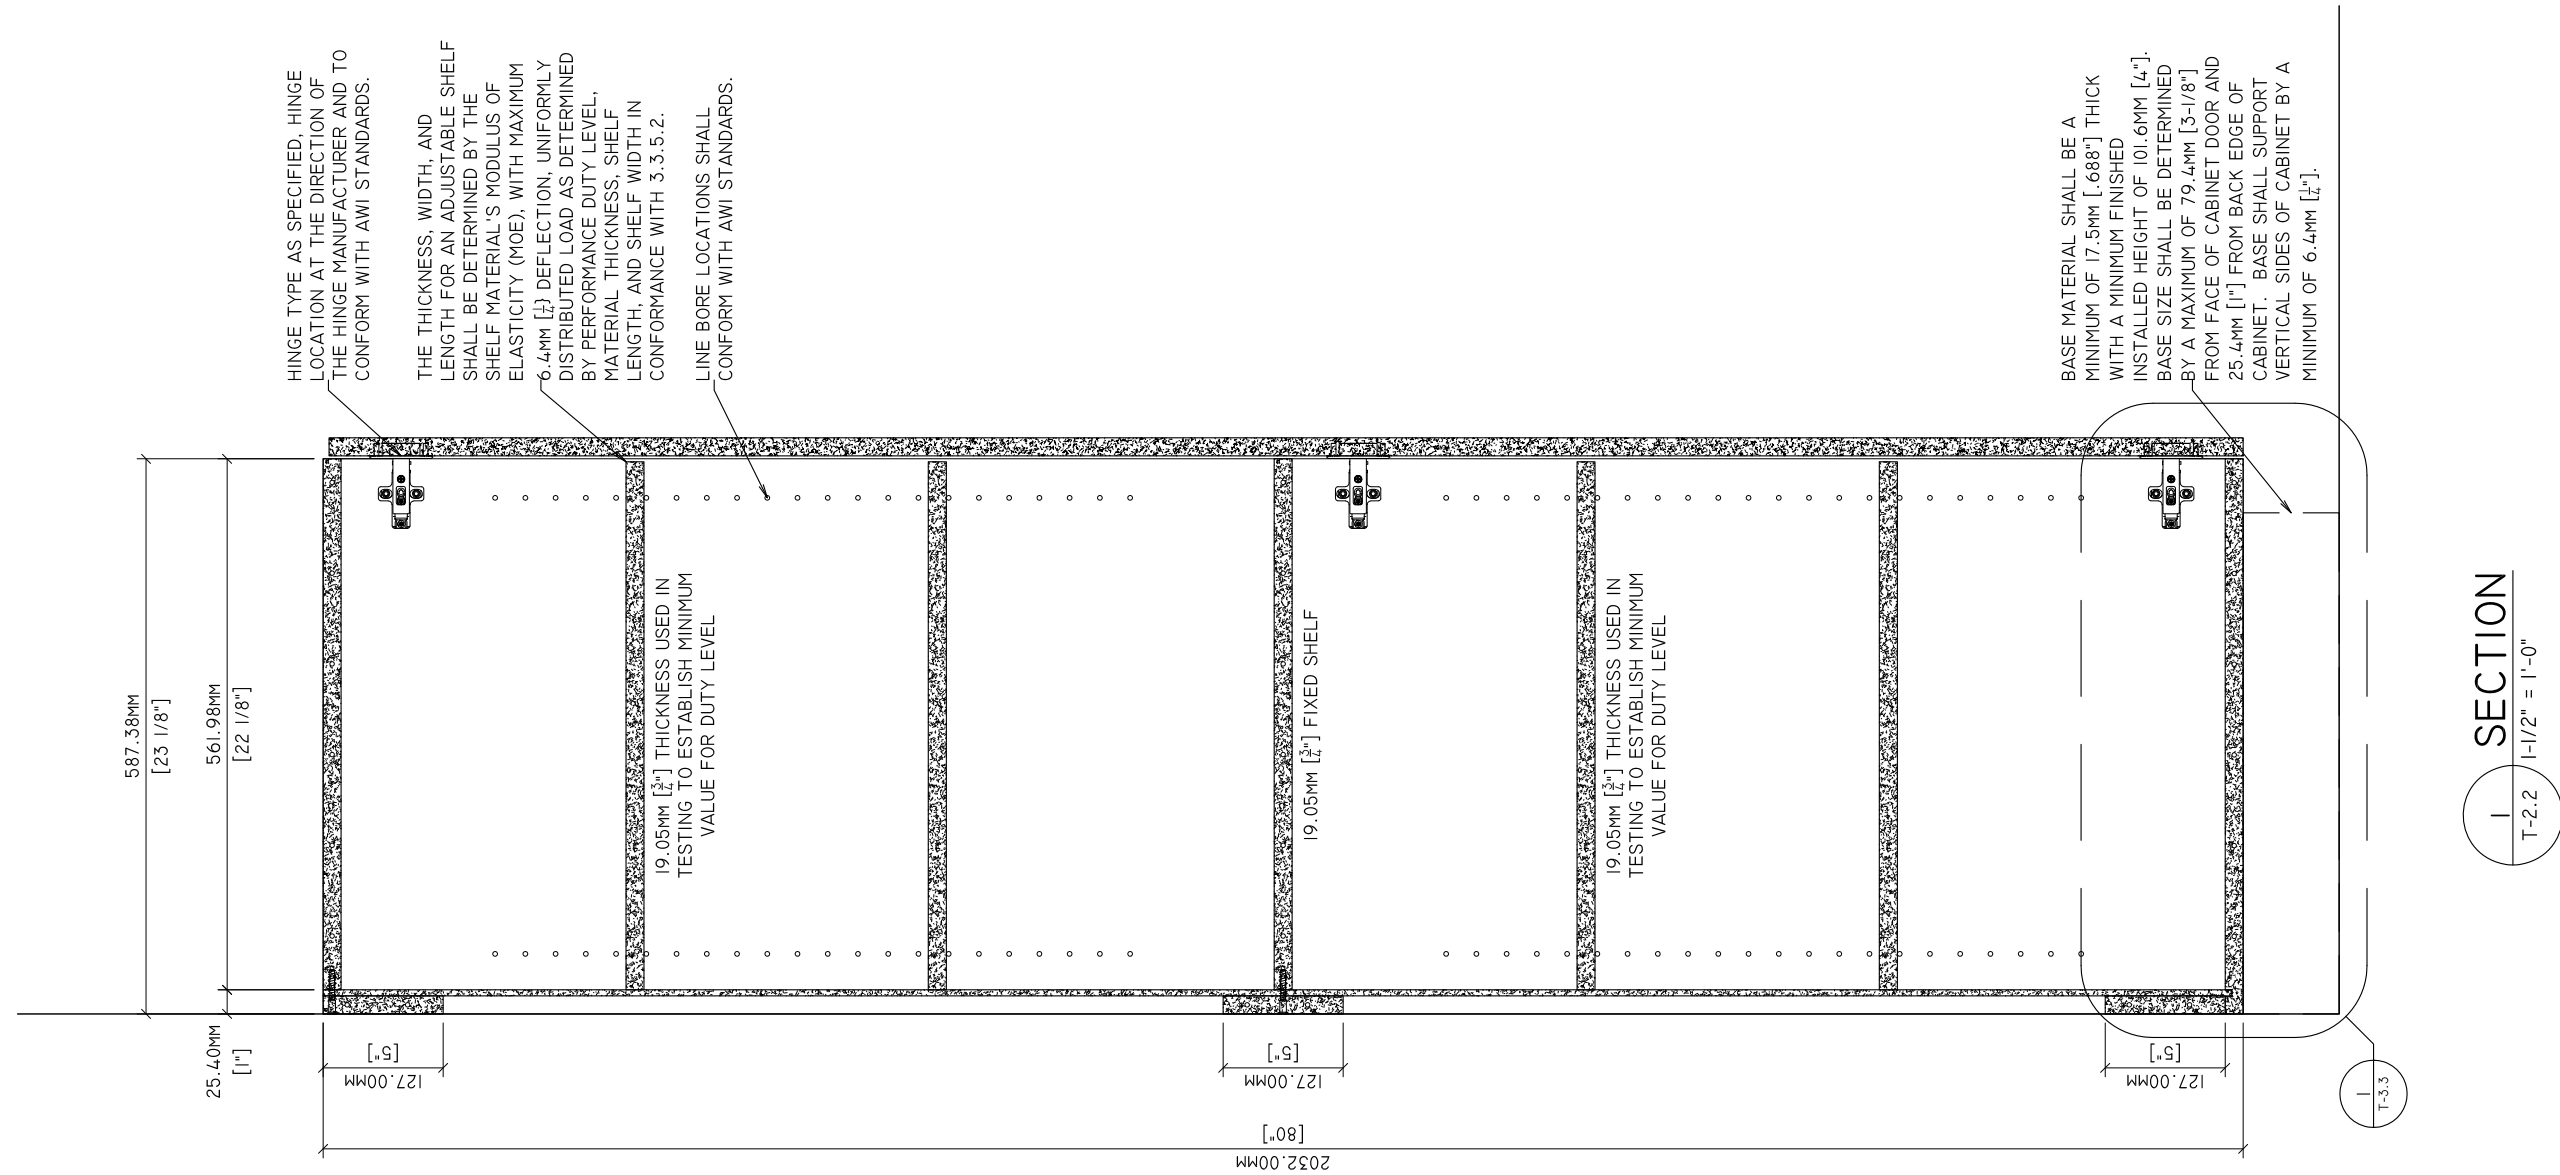 587.38MM
[23 1/8"]
561.98MM
[22 1/8"]
25.40MM
[1"]
HINGE TYPE AS SPECIFIED, HINGE
LOCATION AT THE DIRECTION OF
THE HINGE MANUFACTURER AND TO
CONFORM WITH AWI STANDARDS.
THE THICKNESS, WIDTH, AND
LENGTH FOR AN ADJUSTABLE SHELF
SHALL BE DETERMINED BY THE
SHELF MATERIAL'S MODULUS OF
ELASTICITY (MOE), WITH MAXIMUM
6.4MM [1/4} DEFLECTION, UNIFORMLY
DISTRIBUTED LOAD AS DETERMINED
BY PERFORMANCE DUTY LEVEL,
MATERIAL THICKNESS, SHELF
LENGTH, AND SHELF WIDTH IN
CONFORMANCE WITH 3.3.5.2.
LINE BORE LOCATIONS SHALL
CONFORM WITH AWI STANDARDS.
19.05MM [3/4"] THICKNESS USED IN
TESTING TO ESTABLISH MINIMUM
VALUE FOR DUTY LEVEL
19.05MM [3/4"] FIXED SHELF
19.05MM [3/4"] THICKNESS USED IN
TESTING TO ESTABLISH MINIMUM
VALUE FOR DUTY LEVEL
BASE MATERIAL SHALL BE A
MINIMUM OF 17.5MM [.688"] THICK
WITH A MINIMUM FINISHED
INSTALLED HEIGHT OF 101.6MM [4"].
BASE SIZE SHALL BE DETERMINED
BY A MAXIMUM OF 79.4MM [3-1/8"]
FROM FACE OF CABINET DOOR AND
25.4MM [1"] FROM BACK EDGE OF
CABINET.  BASE SHALL SUPPORT
VERTICAL SIDES OF CABINET BY A
MINIMUM OF 6.4MM [1/4"].
127.00MM
[5"]
127.00MM
[5"]
127.00MM
[5"]
2032.00MM
[80"]
1
T-3.3
1
T-2.2
SECTION
1-1/2" = 1'-0"